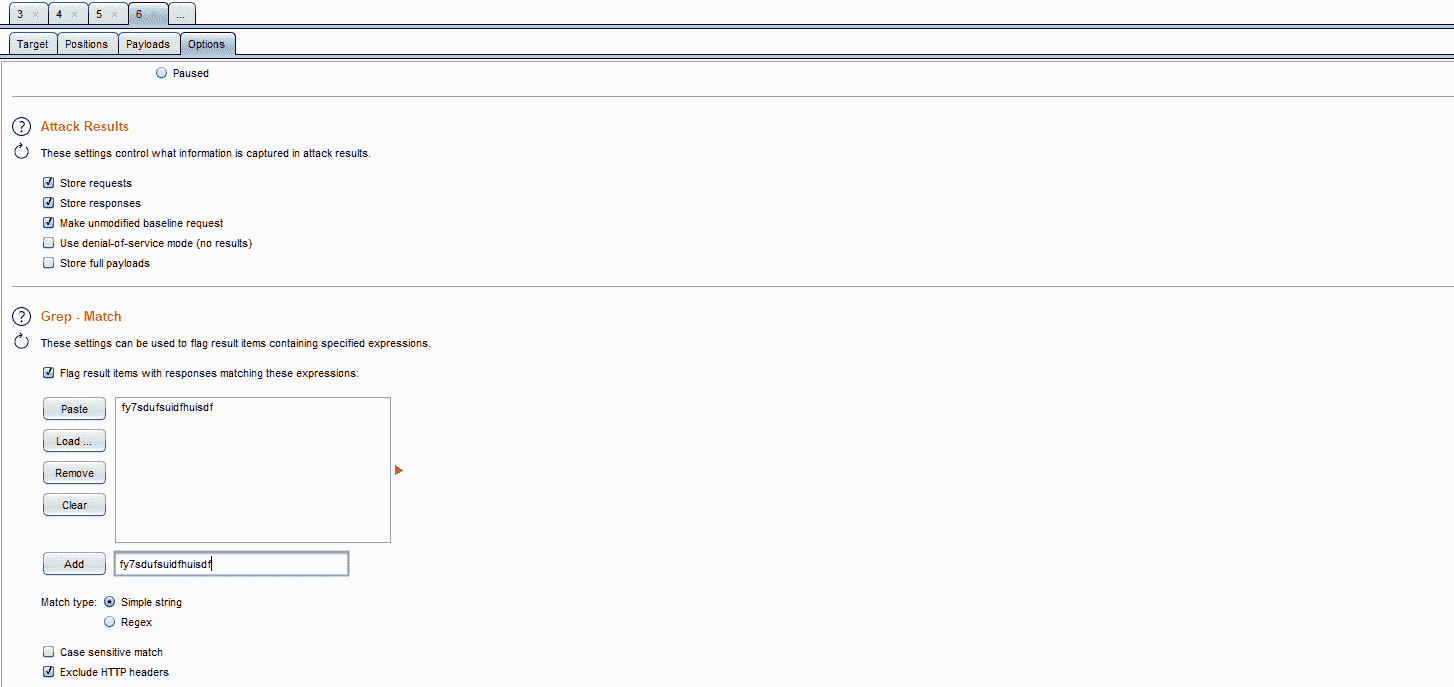 3 × 4 × 5 × 6 × ...
Target Positions Payloads Options
Paused
? Attack Results
These settings control what information is captured in attack results.
Store requests
Store responses
Make unmodified baseline request
Use denial-of-service mode (no results)
Store full payloads
? Grep - Match
These settings can be used to flag result items containing specified expressions.
Flag result items with responses matching these expressions:
Paste fy7sdufsuidfhuisdf
Load ...
Remove
Clear
Add fy7sdufsuidfhuisdf
Match type: Simple string
Regex
Case sensitive match
Exclude HTTP headers